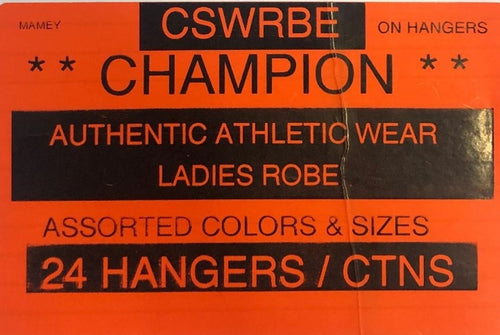 MAMEY CSWRBE ON HANGERS
** CHAMPION **
AUTHENTIC ATHLETIC WEAR
LADIES ROBE
ASSORTED COLORS & SIZES
24 HANGERS / CTNS